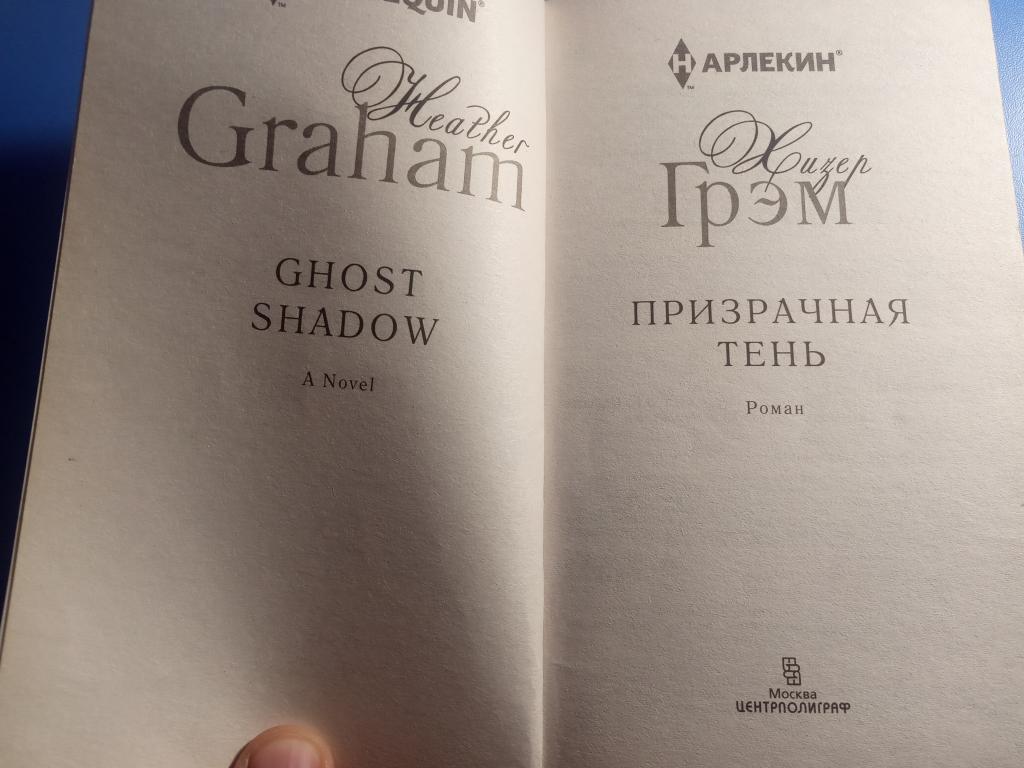 Heather
Graham
GHOST
SHADOW
A Novel
АРЛЕКИН®
Хизер
Грэм
ПРИЗРАЧНАЯ
ТЕНЬ
Роман
Москва
ЦЕНТРПОЛИГРАФ